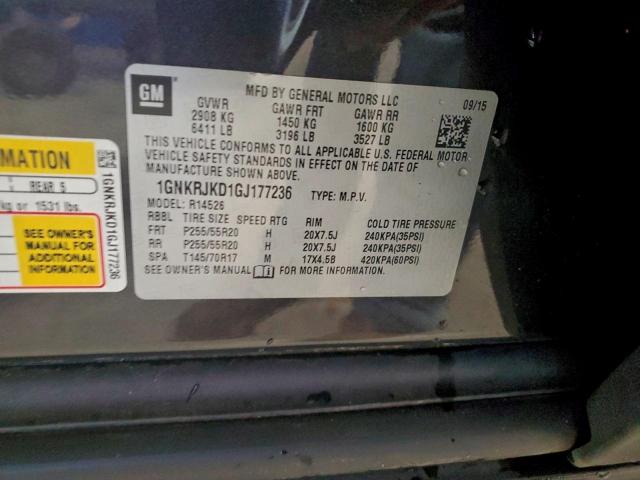 GM
MFD BY GENERAL MOTORS LLC
09/15
GVWR GAWR FRT GAWR RR
2908 KG 1450 KG 1600 KG
6411 LB 3196 LB 3527 LB
THIS VEHICLE CONFORMS TO ALL APPLICABLE U.S. FEDERAL MOTOR
VEHICLE SAFETY STANDARDS IN EFFECT ON THE DATE OF
MANUFACTURE SHOWN ABOVE.
1GNKRJKD1GJ177236 TYPE: M.P.V.
MODEL: R14526
RBBL TIRE SIZE SPEED RTG RIM COLD TIRE PRESSURE
FRT P255/55R20 H 20X7.5J 240KPA(35PSI)
RR P255/55R20 H 20X7.5J 240KPA(35PSI)
SPA T145/70R17 M 17X4.5B 420KPA(60PSI)
SEE OWNER'S MANUAL FOR MORE INFORMATION.
REAR 5
kg or 1531 lbs.
SEE OWNER'S
MANUAL FOR
ADDITIONAL
INFORMATION
1GNKRJKD1GJ177236